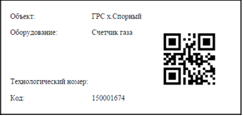 Объект: ГРС х.Спорный
Оборудование: Счетчик газа
Технологический номер:
Код: 150001674